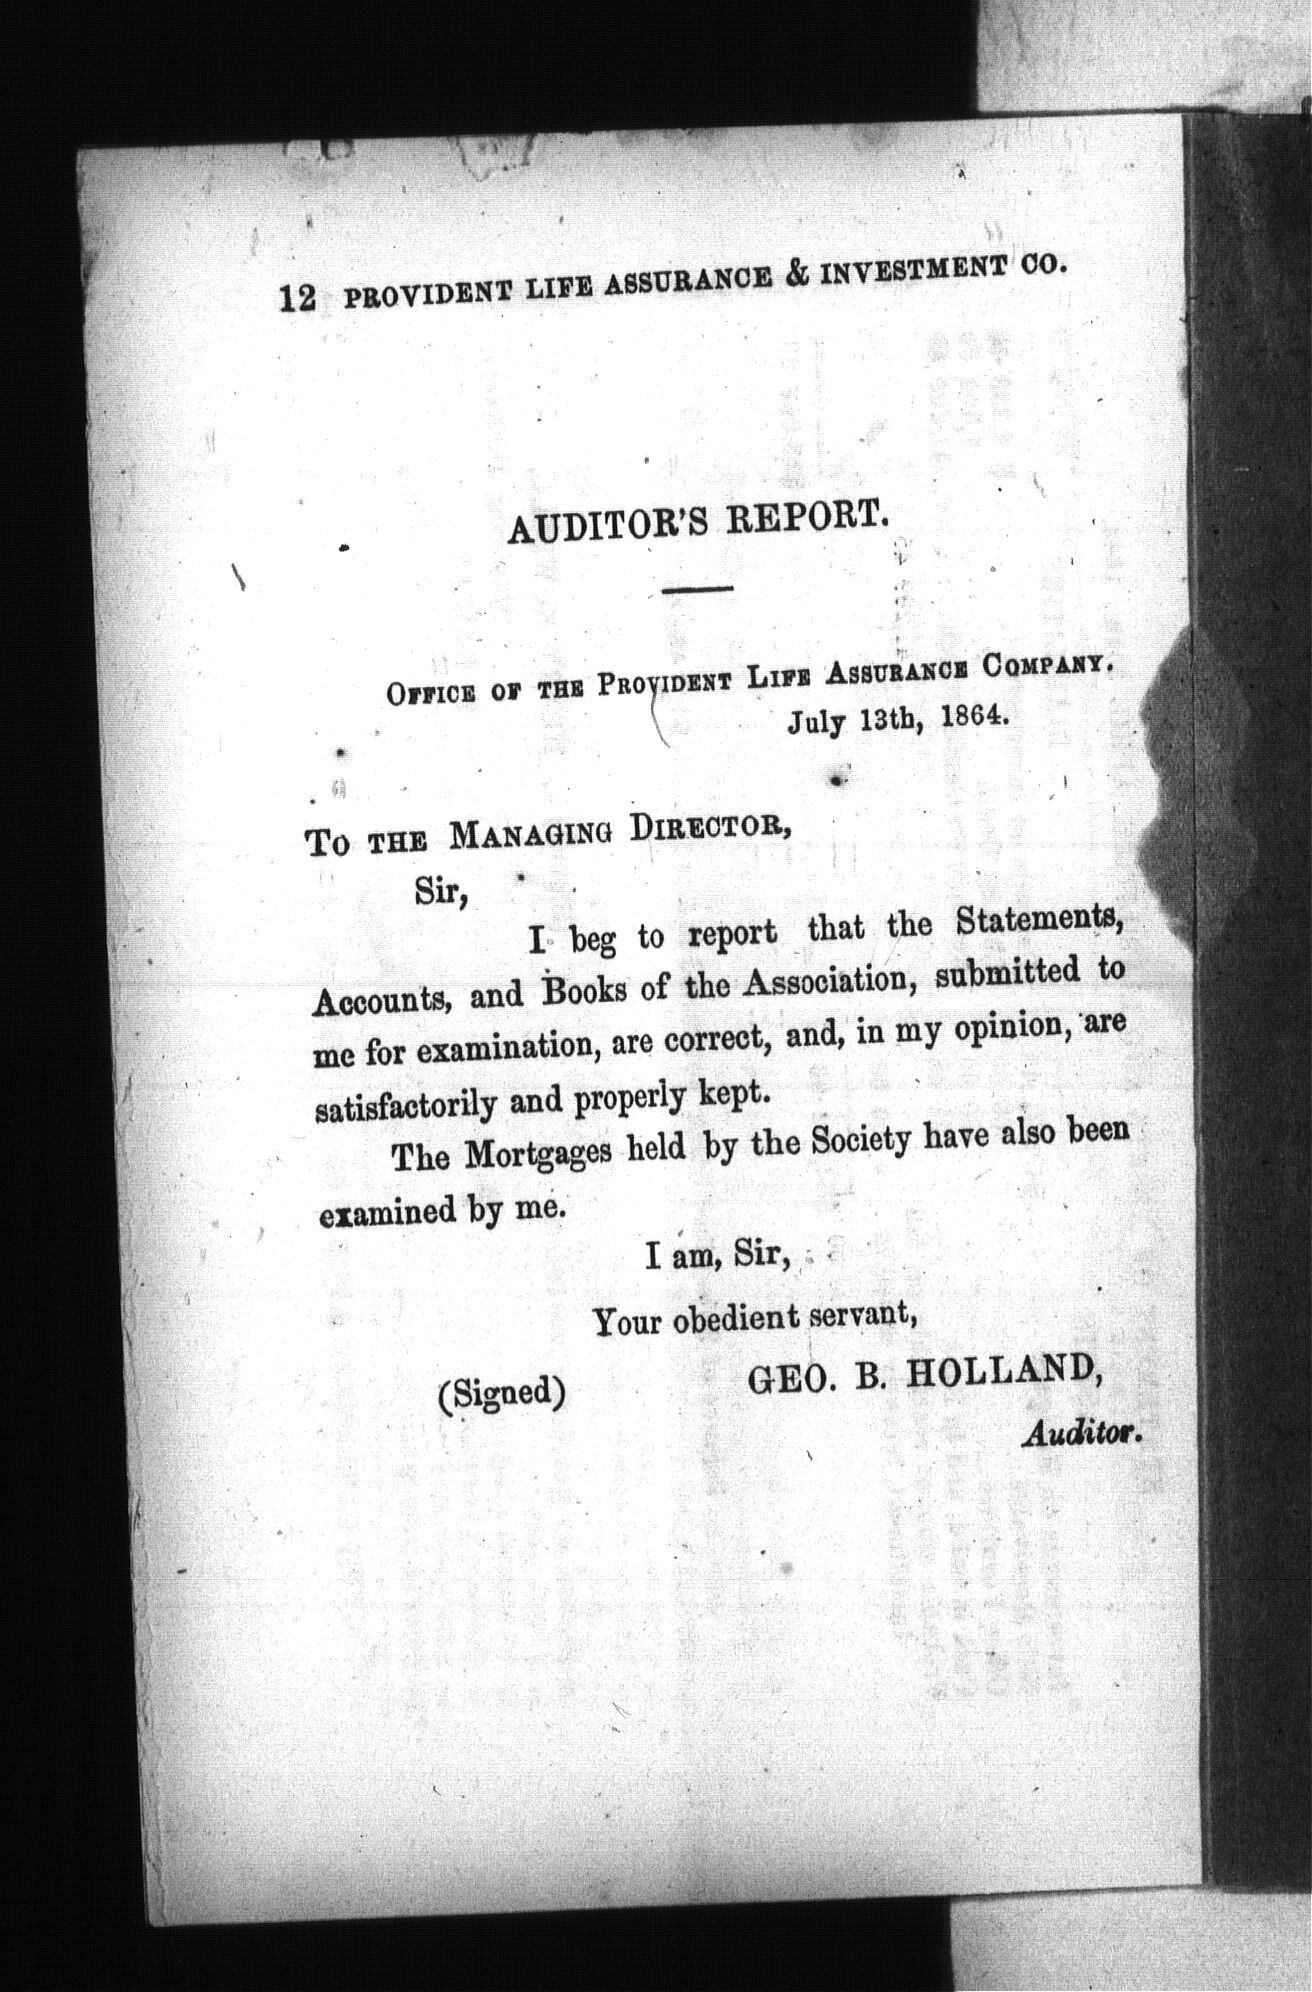 12 PROVIDENT LIFE ASSURANCE & INVESTMENT CO.
AUDITOR'S REPORT.
OFFICE OF THE PROVIDENT LIFE ASSURANCE COMPANY.
July 13th, 1864.
TO THE MANAGING DIRECTOR,
Sir,
I beg to report that the Statements,
Accounts, and Books of the Association, submitted to
me for examination, are correct, and, in my opinion, are
satisfactorily and properly kept.
The Mortgages held by the Society have also been
examined by me.
I am, Sir,
Your obedient servant,
(Signed) GEO. B. HOLLAND,
Auditor.